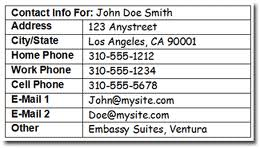 Contact Info For: John Doe Smith
Address 123 Anystreet
City/State Los Angeles, CA 90001
Home Phone 310-555-1212
Work Phone 310-555-1234
Cell Phone 310-555-5678
E-Mail 1 John@mysite.com
E-Mail 2 Doe@mysite.com
Other Embassy Suites, Ventura